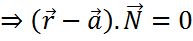 ⇒ (r⃗ − a⃗).N⃗ = 0